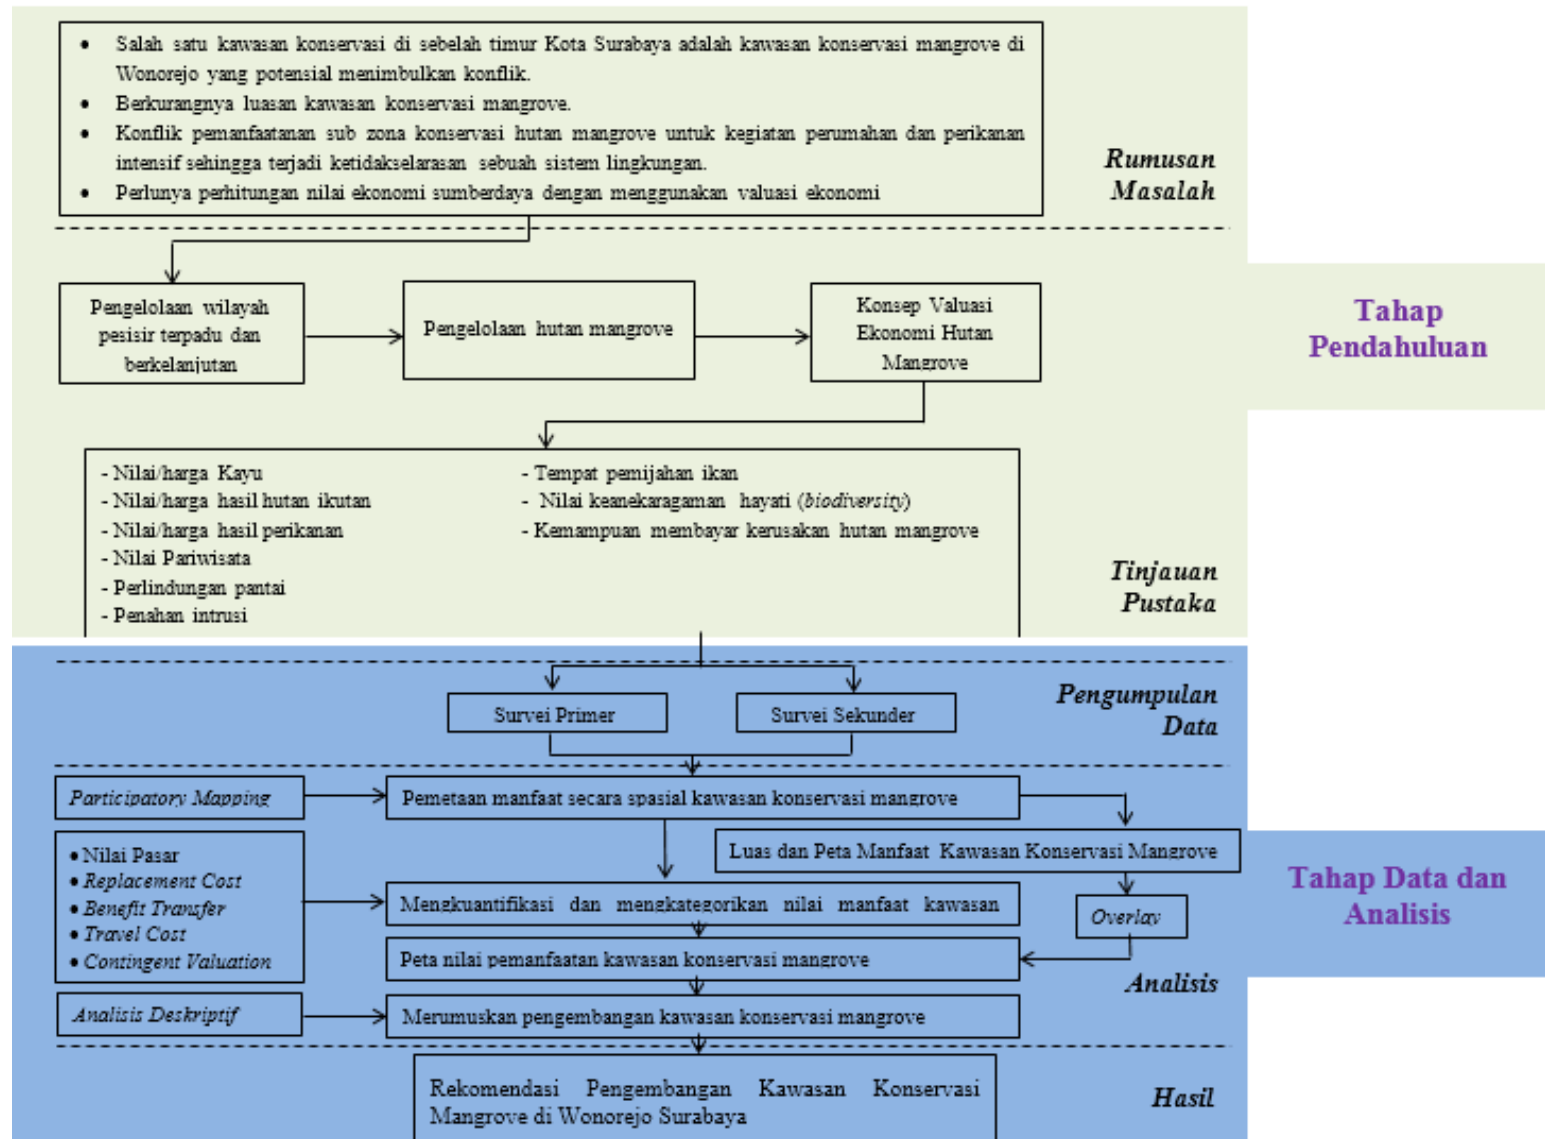 Salah satu kawasan konservasi di sebelah timur Kota Surabaya adalah kawasan konservasi mangrove di
Wonorejo yang potensial menimbulkan konflik.
Berkurangnya luasan kawasan konservasi mangrove.
Konflik pemanfaatanan sub zona konservasi hutan mangrove untuk kegiatan perumahan dan perikanan
intensif sehingga terjadi ketidakselarasan sebuah sistem lingkungan.
Perlunya perhitungan nilai ekonomi sumberdaya dengan menggunakan valuasi ekonomi
Rumusan
Masalah
Pengelolaan wilayah
pesisir terpadu dan
berkelanjutan
Pengelolaan hutan mangrove
Konsep Valuasi
Ekonomi Hutan
Mangrove
Tahap
Pendahuluan
- Nilai/harga Kayu
- Nilai/harga hasil hutan ikutan
- Nilai/harga hasil perikanan
- Nilai Pariwisata
- Perlindungan pantai
- Penahan intrusi
- Tempat pemijahan ikan
- Nilai keanekaragaman hayati (biodiversity)
- Kemampuan membayar kerusakan hutan mangrove
Tinjauan
Pustaka
Survei Primer
Survei Sekunder
Pengumpulan
Data
Participatory Mapping
Pemetaan manfaat secara spasial kawasan konservasi mangrove
Luas dan Peta Manfaat Kawasan Konservasi Mangrove
• Nilai Pasar
• Replacement Cost
• Benefit Transfer
• Travel Cost
• Contingent Valuation
Mengkuantifikasi dan mengkategorikan nilai manfaat kawasan
Overlay
Peta nilai pemanfaatan kawasan konservasi mangrove
Analisis
Tahap Data dan
Analisis
Analisis Deskriptif
Merumuskan pengembangan kawasan konservasi mangrove
Rekomendasi Pengembangan Kawasan Konservasi
Mangrove di Wonorejo Surabaya
Hasil